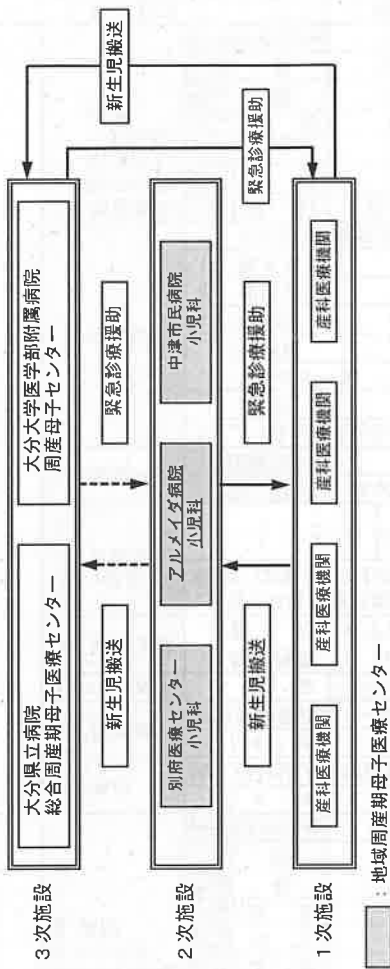 3次施設
大分県立病院
総合周産期母子医療センター
大分大学医学部附属病院
周産母子センター
新生児搬送
緊急診療援助
新生児搬送
2次施設
別府医療センター
小児科
アルメイダ病院
小児科
中津市民病院
小児科
新生児搬送
緊急診療援助
緊急診療援助
1次施設
産科医療機関
産科医療機関
産科医療機関
産科医療機関
:地域周産期母子医療センター